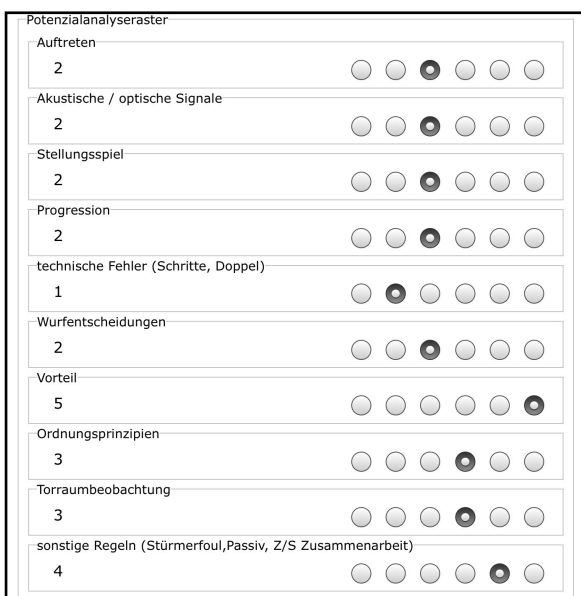 Potenzialanalyseraster
Auftreten
2
Akustische / optische Signale
2
Stellungsspiel
2
Progression
2
technische Fehler (Schritte, Doppel)
1
Wurfentscheidungen
2
Vorteil
5
Ordnungsprinzipien
3
Torraumbeobachtung
3
sonstige Regeln (Stürmerfoul,Passiv, Z/S Zusammenarbeit)
4